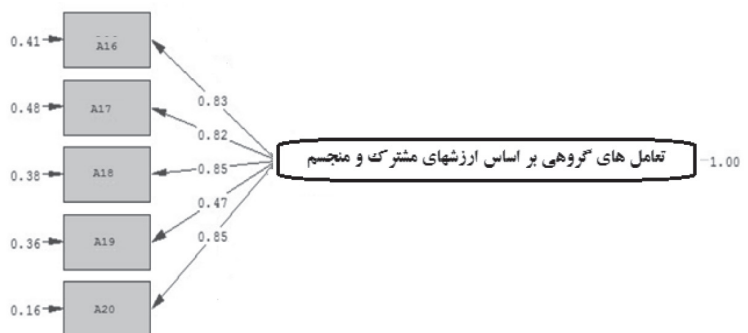 0.41 A16
0.83
0.48 A17
0.82
تعامل های گروهی بر اساس ارزشهای مشترک و منجسم 1.00
0.38 A18
0.85
0.47
0.36 A19
0.85
0.16 A20